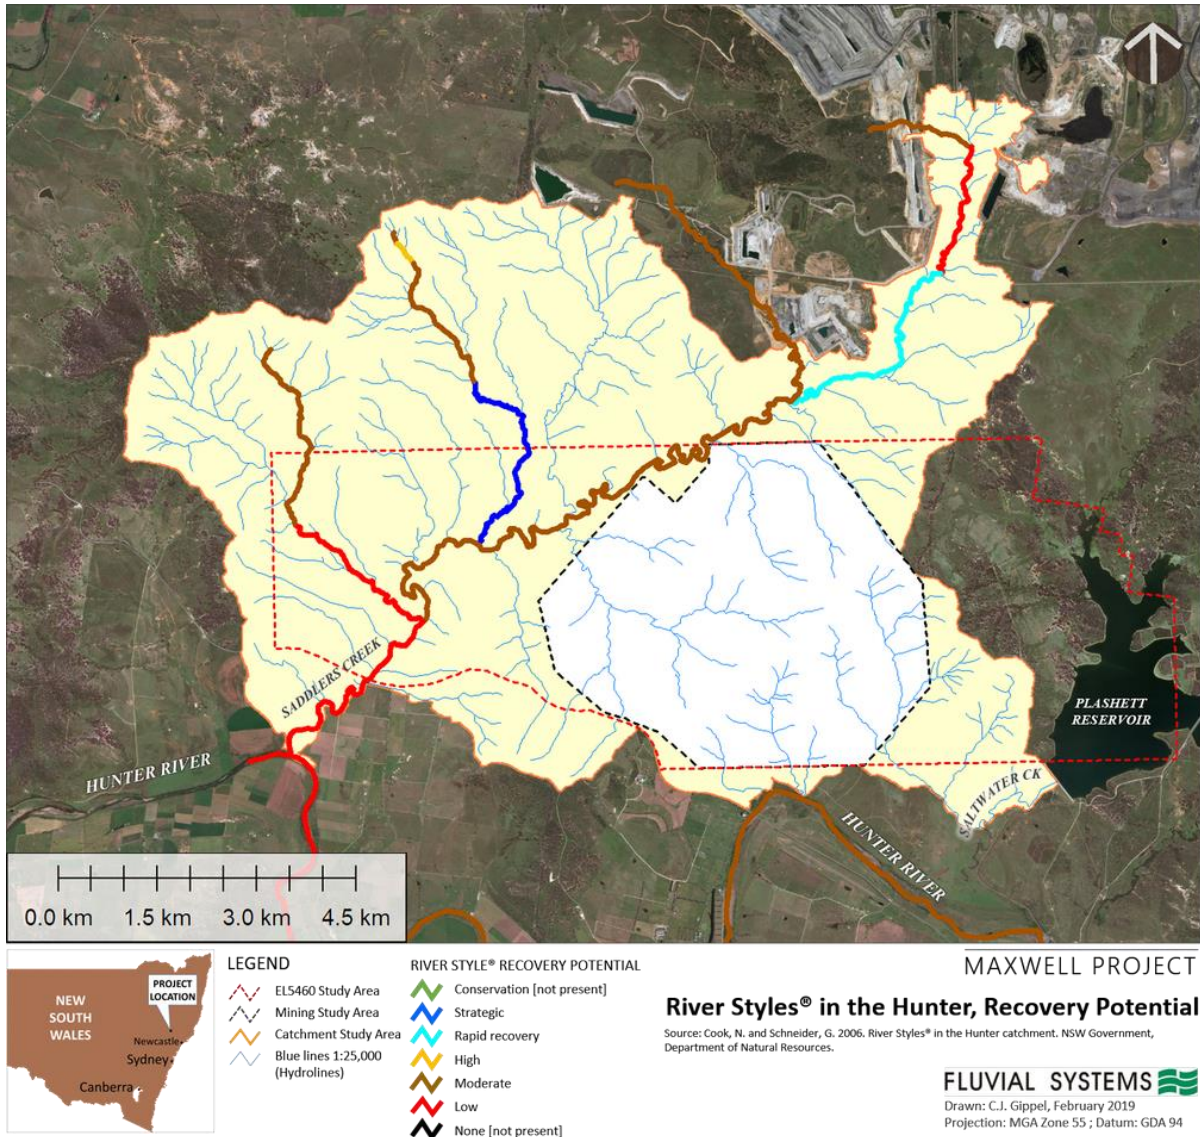 SADDLERS CREEK
HUNTER RIVER
PLASHETT
RESERVOIR
SALTWATER CK
HUNTER RIVER
0.0 km 1.5 km 3.0 km 4.5 km
NEW
SOUTH
WALES
PROJECT
LOCATION
Newcastle
Sydney
Canberra
LEGEND
EL5460 Study Area
Mining Study Area
Catchment Study Area
Blue lines 1:25,000
(Hydrolines)
RIVER STYLE® RECOVERY POTENTIAL
Conservation [not present]
Strategic
Rapid recovery
High
Moderate
Low
None [not present]
MAXWELL PROJECT
River Styles® in the Hunter, Recovery Potential
Source: Cook, N. and Schneider, G. 2006. River Styles® in the Hunter catchment. NSW Government,
Department of Natural Resources.
FLUVIAL SYSTEMS
Drawn: C.J. Gippel, February 2019
Projection: MGA Zone 55 ; Datum: GDA 94